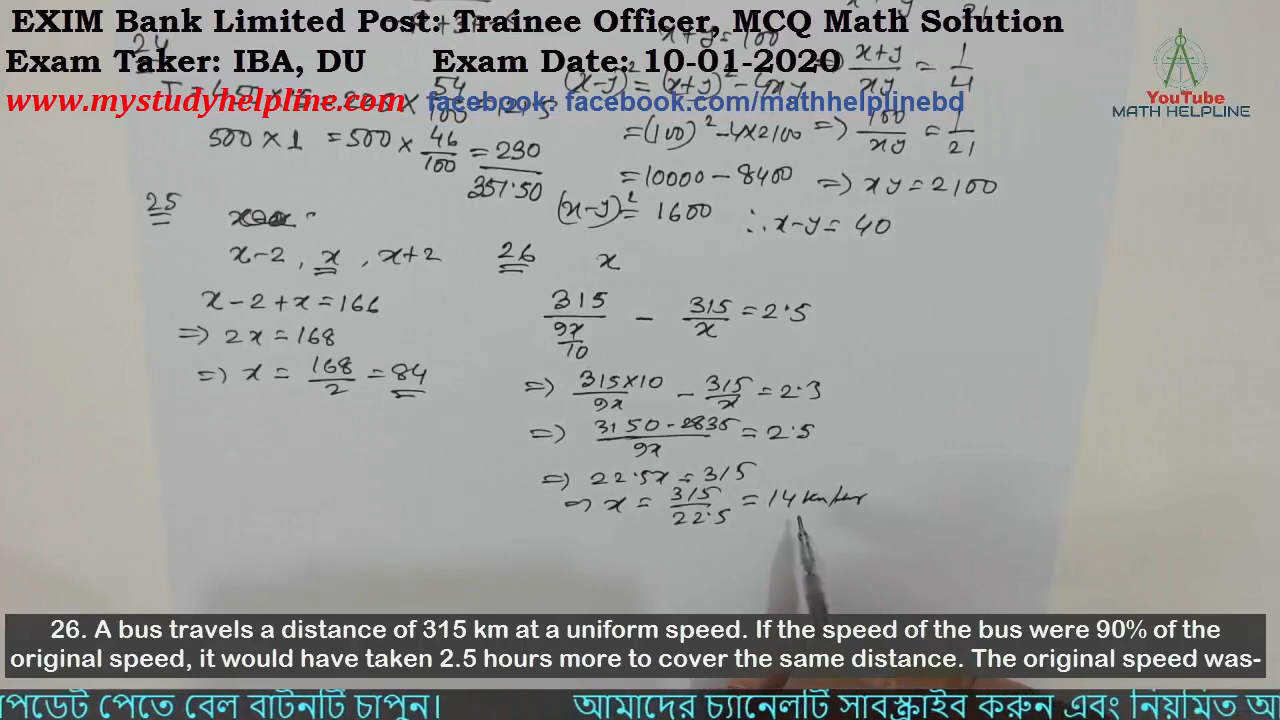 EXIM Bank Limited Post: Trainee Officer, MCQ Math Solution
Exam Taker: IBA, DU Exam Date: 10-01-2020
www.mystudyhelpline.com facebook: facebook.com/mathhelplinebd
YouTube
MATH HELPLINE
24
x+y=100
(x-y)²=(x+y)²-4xy
=(100)²-4×2100
=10000-8400
(x-y)²=1600
∴x-y=40
=> x+y/xy = 1/4
=> 100/xy = 1/21
=> xy=2100
500×1 =500×46/100 =230
357.50
25
x-2, x, x+2
x-2+x=166
=> 2x=168
=> x = 168/2 = 84
26 x
315/(9x/10) - 315/x = 2.5
=> 315×10/9x - 315/x = 2.3
=> 3150-2835/9x = 2.5
=> 22.5x = 315
=> x = 315/22.5 = 14 km/hr
26. A bus travels a distance of 315 km at a uniform speed. If the speed of the bus were 90% of the
original speed, it would have taken 2.5 hours more to cover the same distance. The original speed was-
পডেট পেতে বেল বাটনটি চাপুন। আমাদের চ্যানেলটি সাবস্ক্রাইব করুন এবং নিয়মিত আ